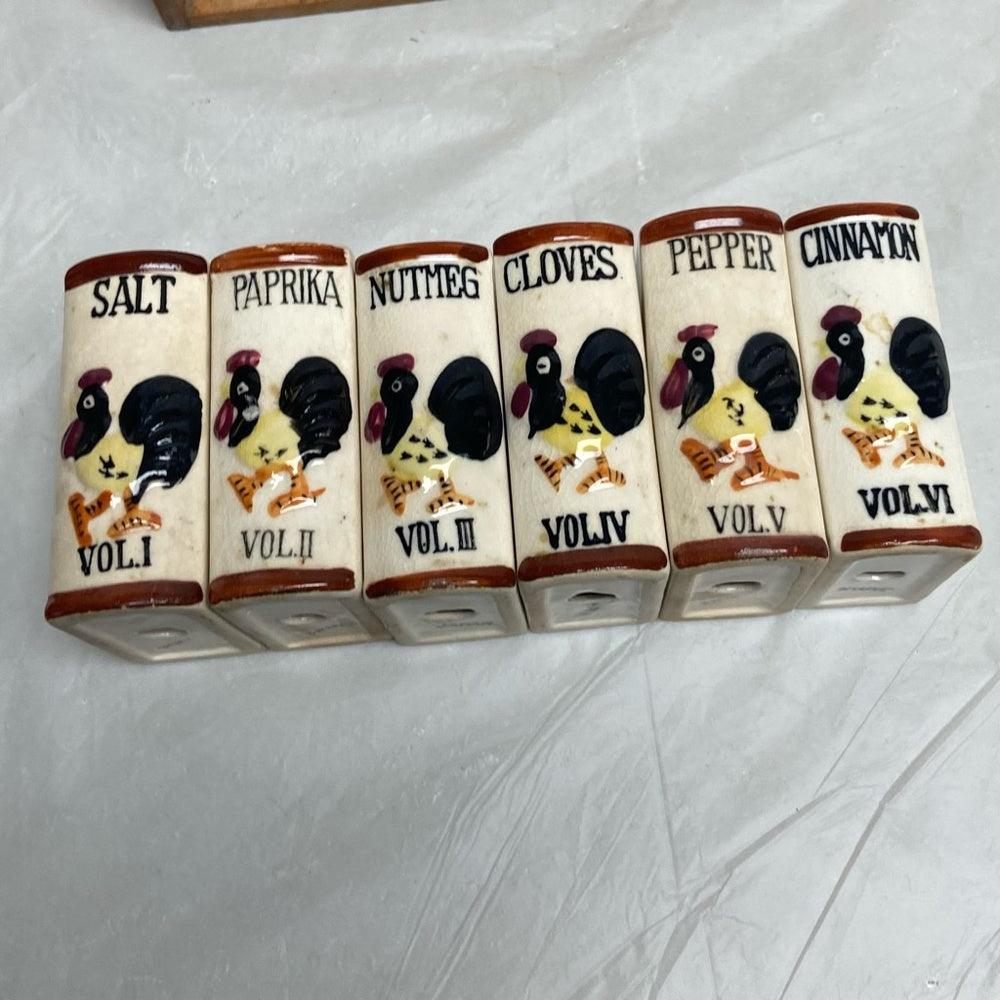 SALT
VOL.I
PAPRIKA
VOL.II
NUTMEG
VOL.III
CLOVES
VOL.IV
PEPPER
VOL.V
CINNAMON
VOL.VI